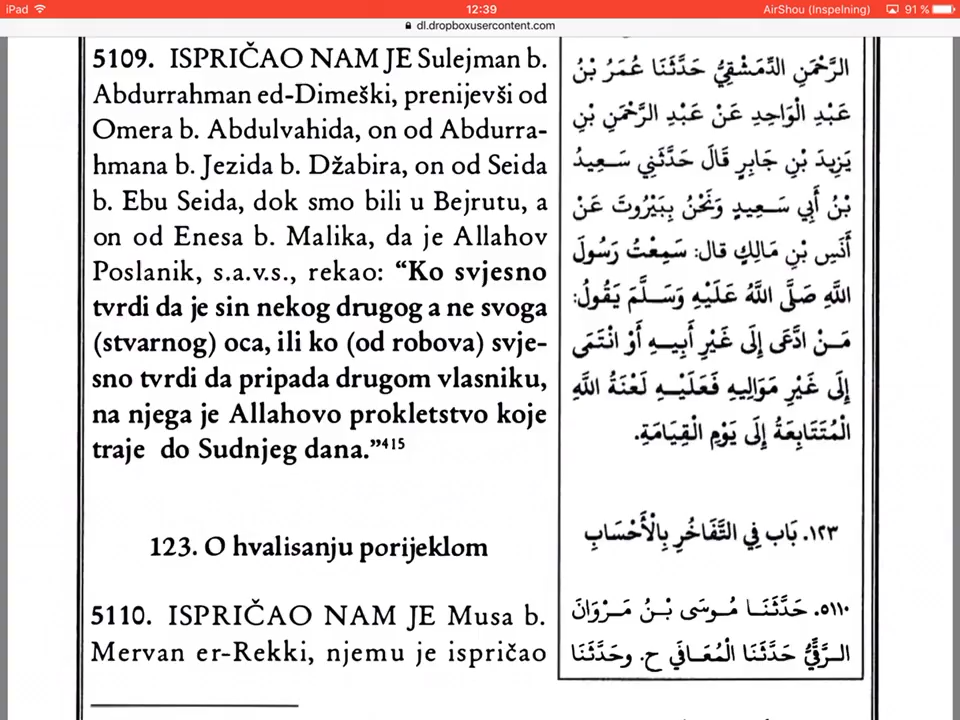 iPad 12:39 AirShou (Inspelning) 91 %
dl.dropboxusercontent.com
5109. ISPRIČAO NAM JE Sulejman b.
Abdurrahman ed-Dimeški, prenijevši od
Omera b. Abdulvahida, on od Abdurra-
hmana b. Jezida b. Džabira, on od Seida
b. Ebu Seida, dok smo bili u Bejrutu, a
on od Enesa b. Malika, da je Allahov
Poslanik, s.a.v.s., rekao: “Ko svjesno
tvrdi da je sin nekog drugog a ne svoga
(stvarnog) oca, ili ko (od robova) svje-
sno tvrdi da pripada drugom vlasniku,
na njega je Allahovo prokletstvo koje
traje do Sudnjeg dana.”⁴¹⁵
123. O hvalisanju porijeklom
5110. ISPRIČAO NAM JE Musa b.
Mervan er-Rekki, njemu je ispričao
الرَّحْمَنِ الدِّمَشْقِيُّ حَدَّثَنَا عُمَرُ بْنُ
عَبْدِ الْوَاحِدِ عَنْ عَبْدِ الرَّحْمَنِ بْنِ
يَزِيدَ بْنِ جَابِرٍ قَالَ حَدَّثَنِي سَعِيدُ
بْنُ أَبِي سَعِيدٍ وَنَحْنُ بِبَيْرُوتَ عَنْ
أَنَسِ بْنِ مَالِكٍ قال: سَمِعْتُ رَسُولَ
اللَّهِ صَلَّى اللَّهُ عَلَيْهِ وَسَلَّمَ يَقُولُ:
مَنْ ادَّعَى إِلَى غَيْرِ أَبِيهِ أَوْ انْتَمَى
إِلَى غَيْرِ مَوَالِيهِ فَعَلَيْهِ لَعْنَةُ اللَّهِ
الْمُتَتَابِعَةُ إِلَى يَوْمِ الْقِيَامَةِ.
١٢٣. بَاب فِي التَّفَاخُرِ بِالْأَحْسَابِ
٥١١٠. حَدَّثَنَا مُوسَى بْنُ مَرْوَانَ
الرَّقِّيُّ حَدَّثَنَا الْمُعَافَى ح. وحَدَّثَنَا